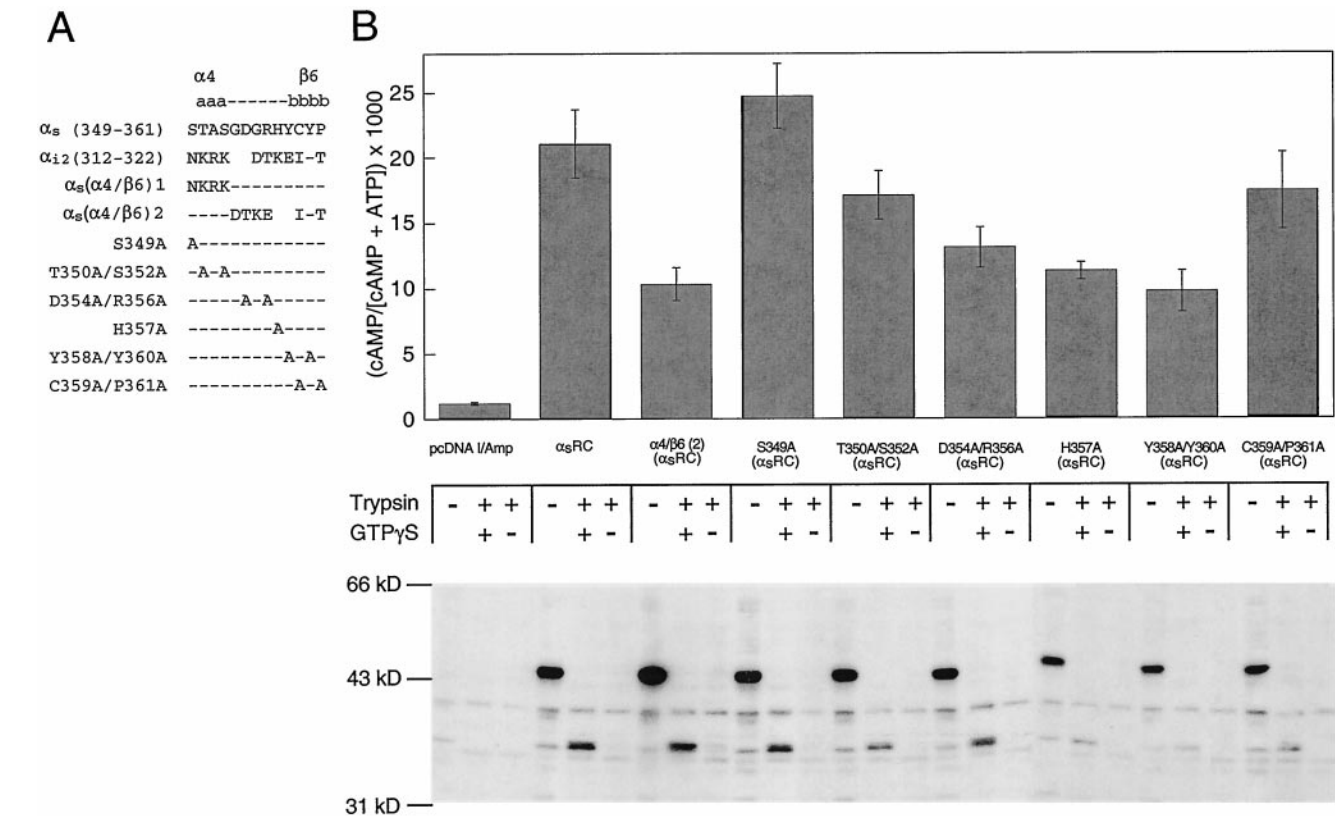 A
α4 β6
aaa------bbbb
αs (349-361) STASGDGRHYCYP
αi2(312-322) NKRK DTKEI-T
αs(α4/β6)1 NKRK---------
αs(α4/β6)2 ----DTKE I-T
S349A A------------
T350A/S352A -A-A---------
D354A/R356A -----A-A-----
H357A --------A----
Y358A/Y360A ---------A-A-
C359A/P361A ----------A-A
B
(cAMP/[cAMP + ATP]) x 1000
25
20
15
10
5
0
pcDNA I/Amp αsRC α4/β6 (2) S349A T350A/S352A D354A/R356A H357A Y358A/Y360A C359A/P361A
(αsRC) (αsRC) (αsRC) (αsRC) (αsRC) (αsRC) (αsRC)
Trypsin - + + - + + - + + - + + - + + - + + - + + - + + - + +
GTPγS + - + - + - + - + - + - + - + - + -
66 kD
43 kD
31 kD